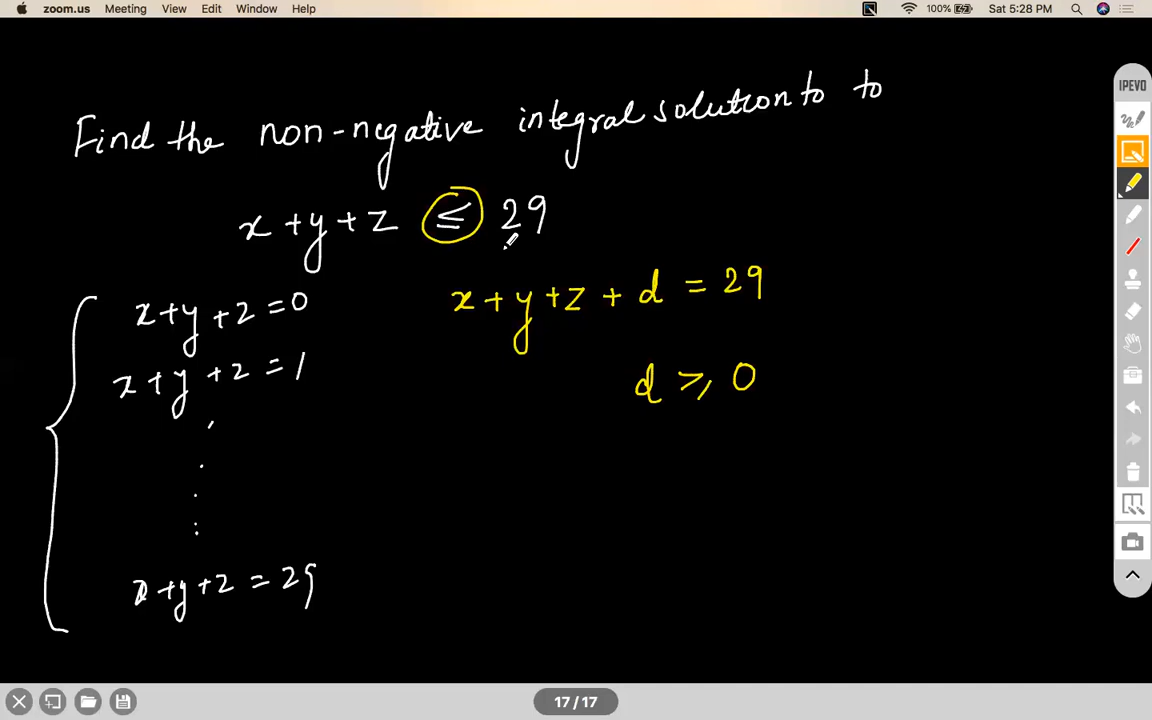 zoom.us Meeting View Edit Window Help 100% Sat 5:28 PM
IPEVO
Find the non-negative integral solution to to
x + y + z ≤ 29
x + y + z = 0
x + y + z + d = 29
x + y + z = 1
d ≥ 0
x + y + z = 29
17 / 17